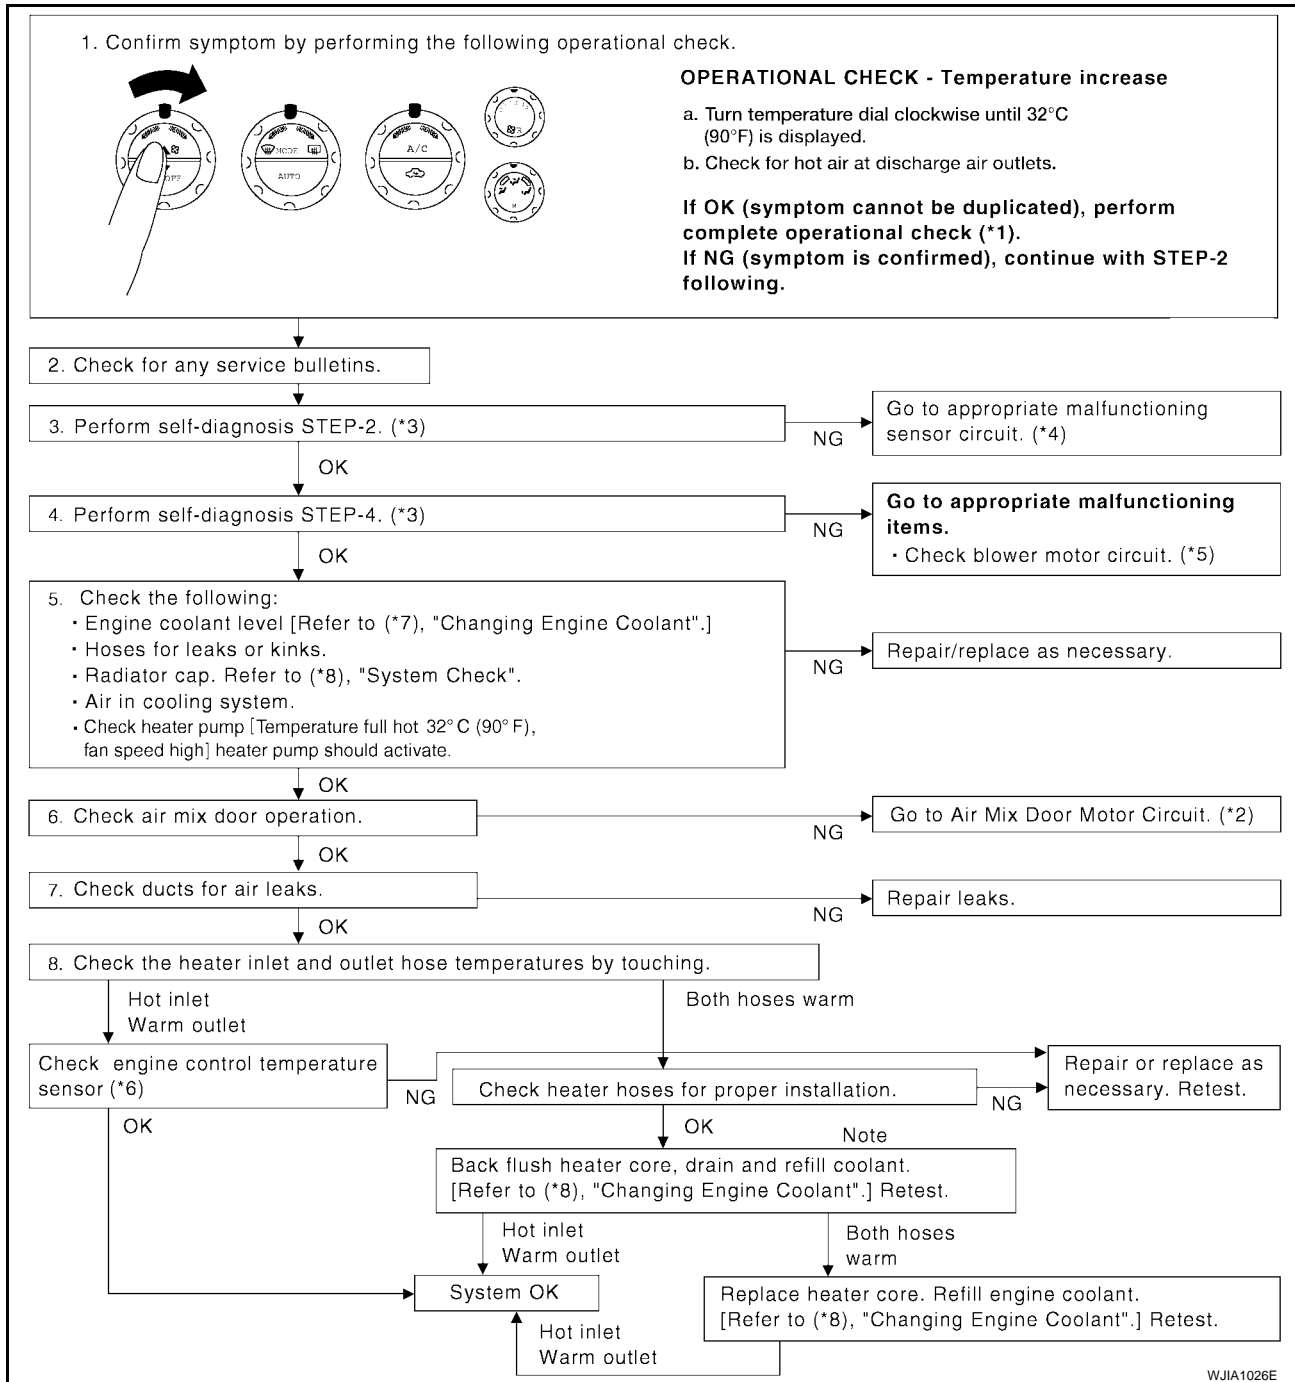 1. Confirm symptom by performing the following operational check.
OFF
MODE
AUTO
A/C
R
OPERATIONAL CHECK - Temperature increase
a. Turn temperature dial clockwise until 32°C
(90°F) is displayed.
b. Check for hot air at discharge air outlets.
If OK (symptom cannot be duplicated), perform
complete operational check (*1).
If NG (symptom is confirmed), continue with STEP-2
following.
2. Check for any service bulletins.
3. Perform self-diagnosis STEP-2. (*3)
NG
Go to appropriate malfunctioning
sensor circuit. (*4)
OK
4. Perform self-diagnosis STEP-4. (*3)
NG
Go to appropriate malfunctioning
items.
· Check blower motor circuit. (*5)
OK
5. Check the following:
· Engine coolant level [Refer to (*7), "Changing Engine Coolant".]
· Hoses for leaks or kinks.
· Radiator cap. Refer to (*8), "System Check".
· Air in cooling system.
· Check heater pump [Temperature full hot 32° C (90° F),
fan speed high] heater pump should activate.
NG
Repair/replace as necessary.
OK
6. Check air mix door operation.
NG
Go to Air Mix Door Motor Circuit. (*2)
OK
7. Check ducts for air leaks.
NG
Repair leaks.
OK
8. Check the heater inlet and outlet hose temperatures by touching.
Hot inlet
Warm outlet
Both hoses warm
Check engine control temperature
sensor (*6)
NG
Check heater hoses for proper installation.
NG
Repair or replace as
necessary. Retest.
OK
OK
Note
Back flush heater core, drain and refill coolant.
[Refer to (*8), "Changing Engine Coolant".] Retest.
Hot inlet
Warm outlet
Both hoses
warm
System OK
Replace heater core. Refill engine coolant.
[Refer to (*8), "Changing Engine Coolant".] Retest.
Hot inlet
Warm outlet
WJIA1026E